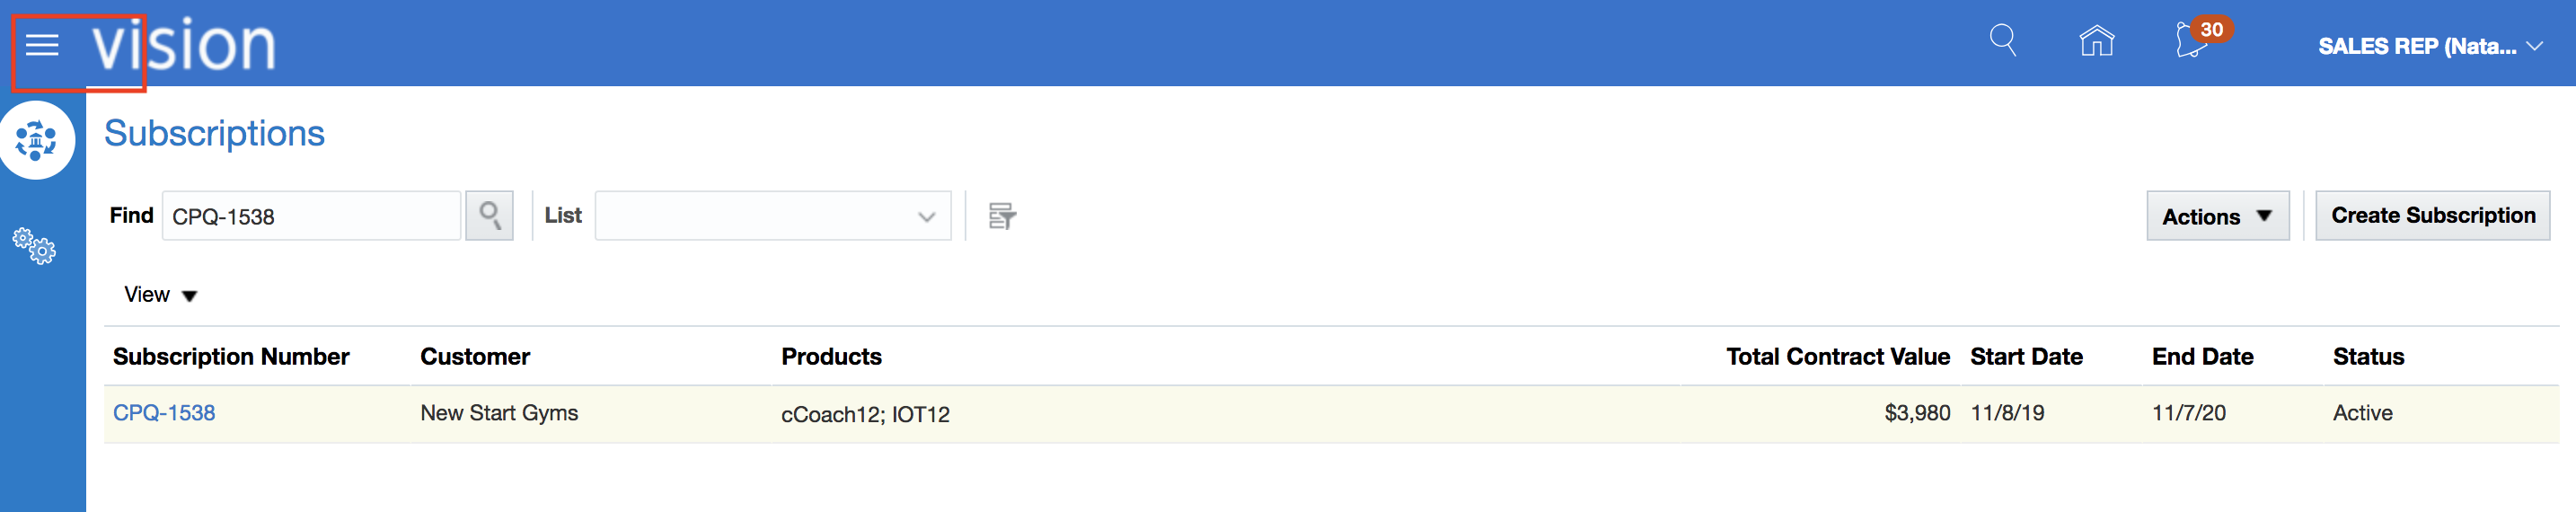 vision
30
SALES REP (Nata...
Subscriptions
Find CPQ-1538 List Actions Create Subscription
View
Subscription Number Customer Products Total Contract Value Start Date End Date Status
CPQ-1538 New Start Gyms cCoach12; IOT12 $3,980 11/8/19 11/7/20 Active